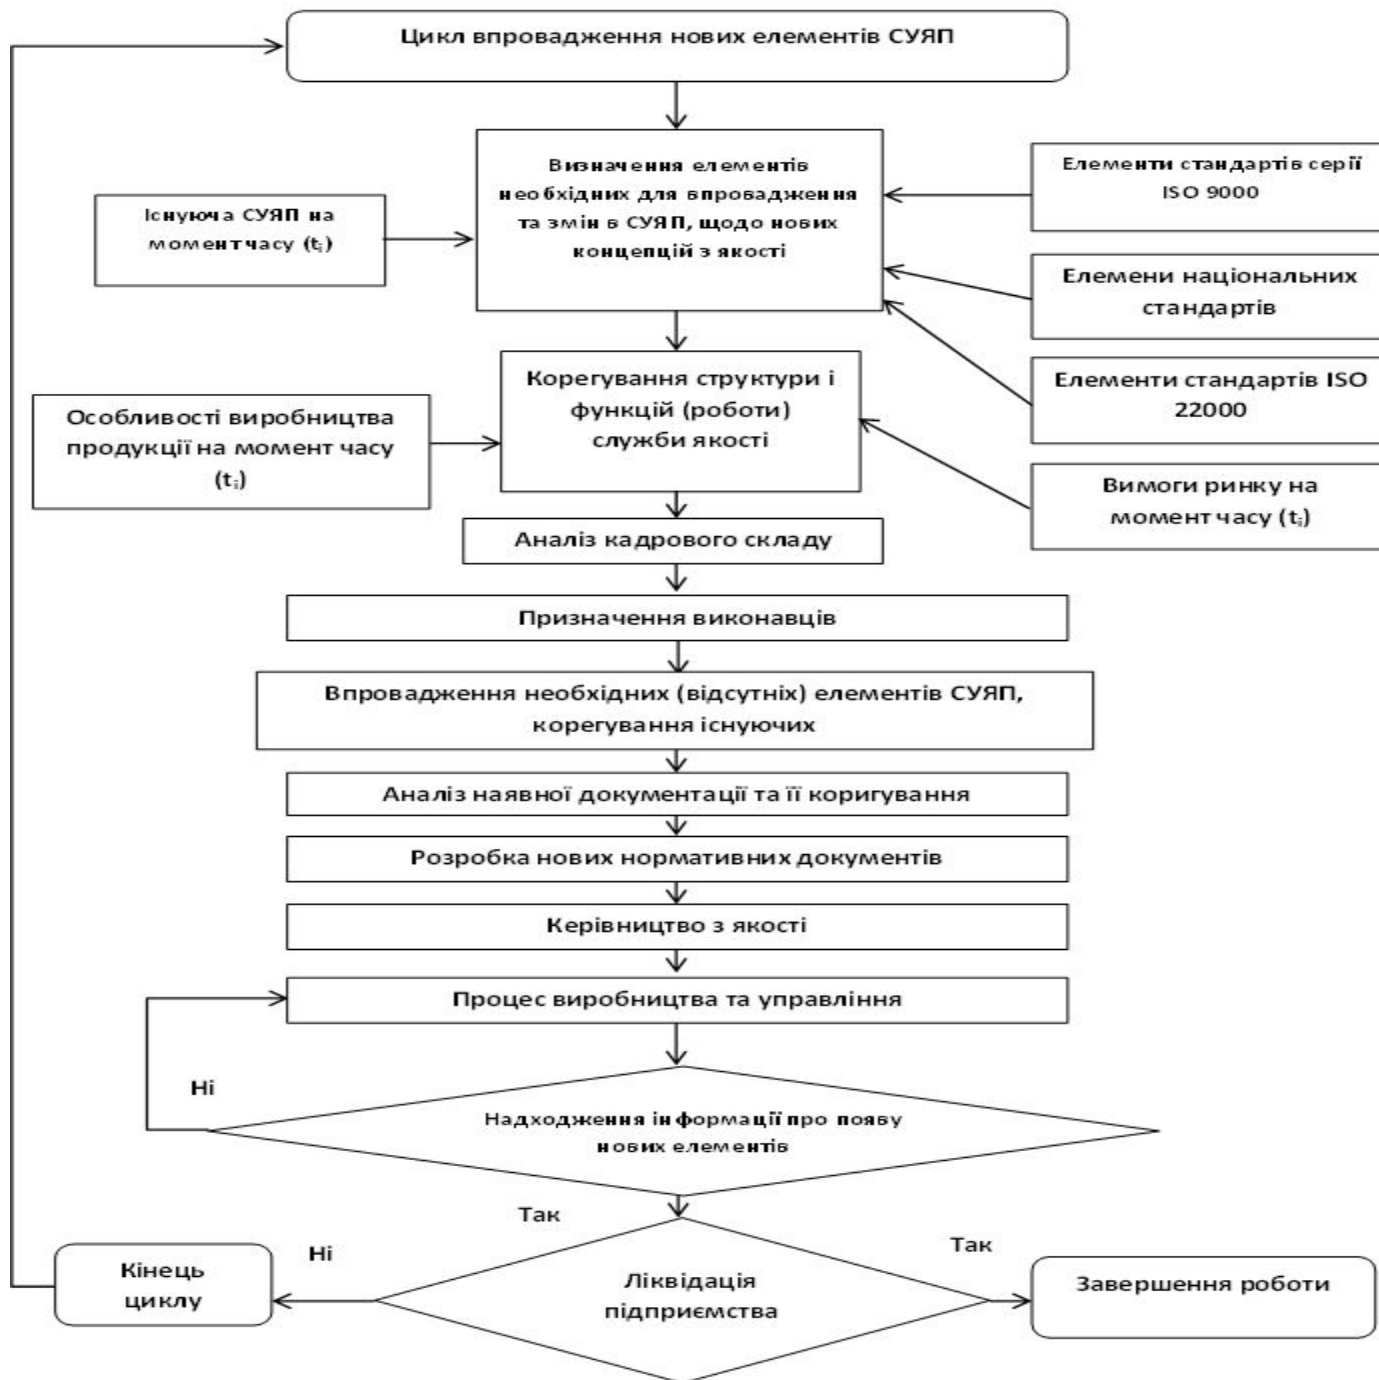 Цикл впровадження нових елементів СУЯП
Визначення елементів
необхідних для впровадження
та змін в СУЯП, щодо нових
концепцій з якості
Елементи стандартів серії
ISO 9000
Існуюча СУЯП на
момент часу (tᵢ)
Елемени національних
стандартів
Елементи стандартів ISO
22000
Корегування структури і
функцій (роботи)
служби якості
Особливості виробництва
продукції на момент часу
(tᵢ)
Вимоги ринку на
момент часу (tᵢ)
Аналіз кадрового складу
Призначення виконавців
Впровадження необхідних (відсутніх) елементів СУЯП,
корегування існуючих
Аналіз наявної документації та її коригування
Розробка нових нормативних документів
Керівництво з якості
Процес виробництва та управління
Ні
Надходження інформації про появу
нових елементів
Так
Ні
Так
Кінець
циклу
Ліквідація
підприємства
Завершення роботи